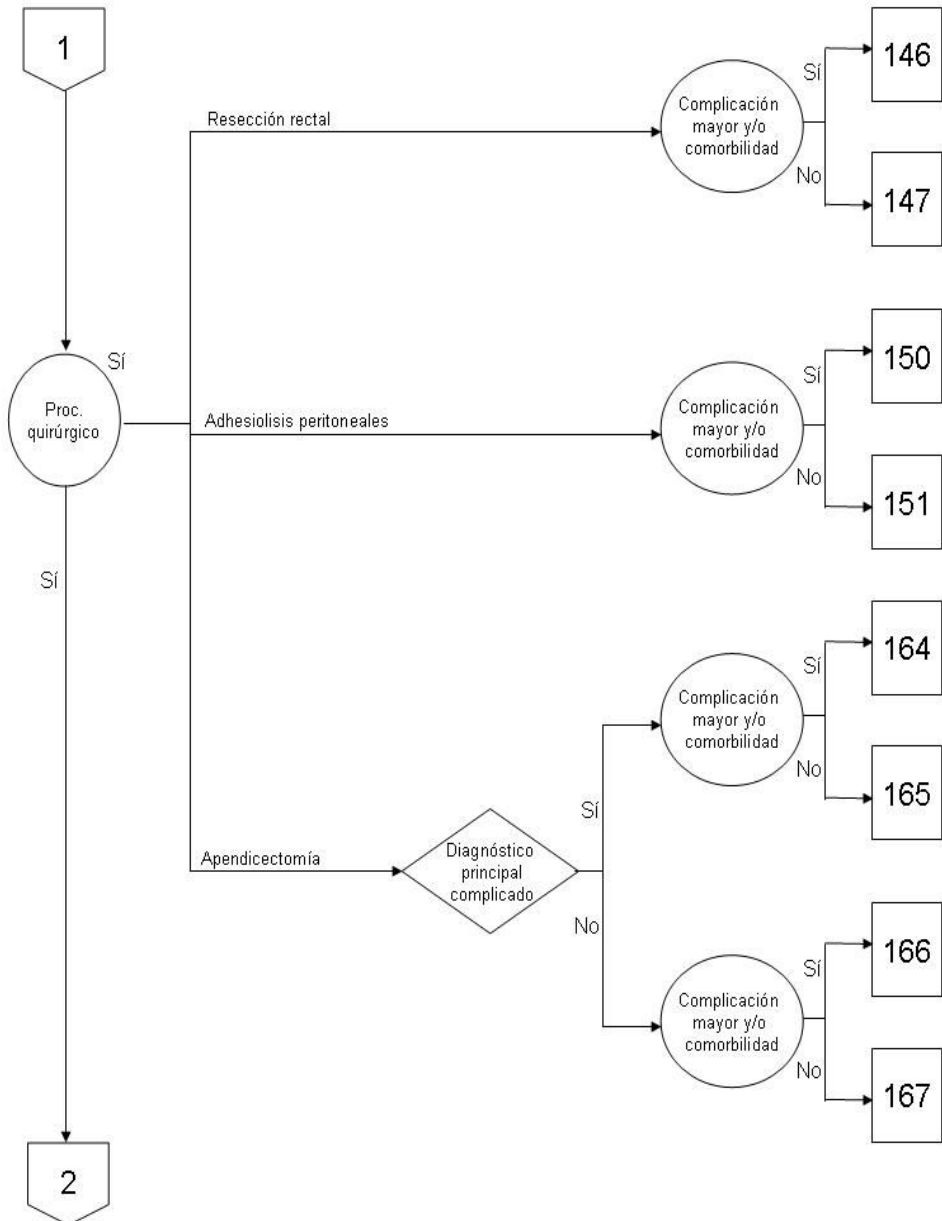 1
Resección rectal
Complicación
mayor y/o
comorbilidad
Sí
146
No
147
Proc.
quirúrgico
Sí
Adhesiolisis peritoneales
Complicación
mayor y/o
comorbilidad
Sí
150
No
151
Sí
Apendicectomía
Diagnóstico
principal
complicado
Sí
Complicación
mayor y/o
comorbilidad
Sí
164
No
165
No
Complicación
mayor y/o
comorbilidad
Sí
166
No
167
2